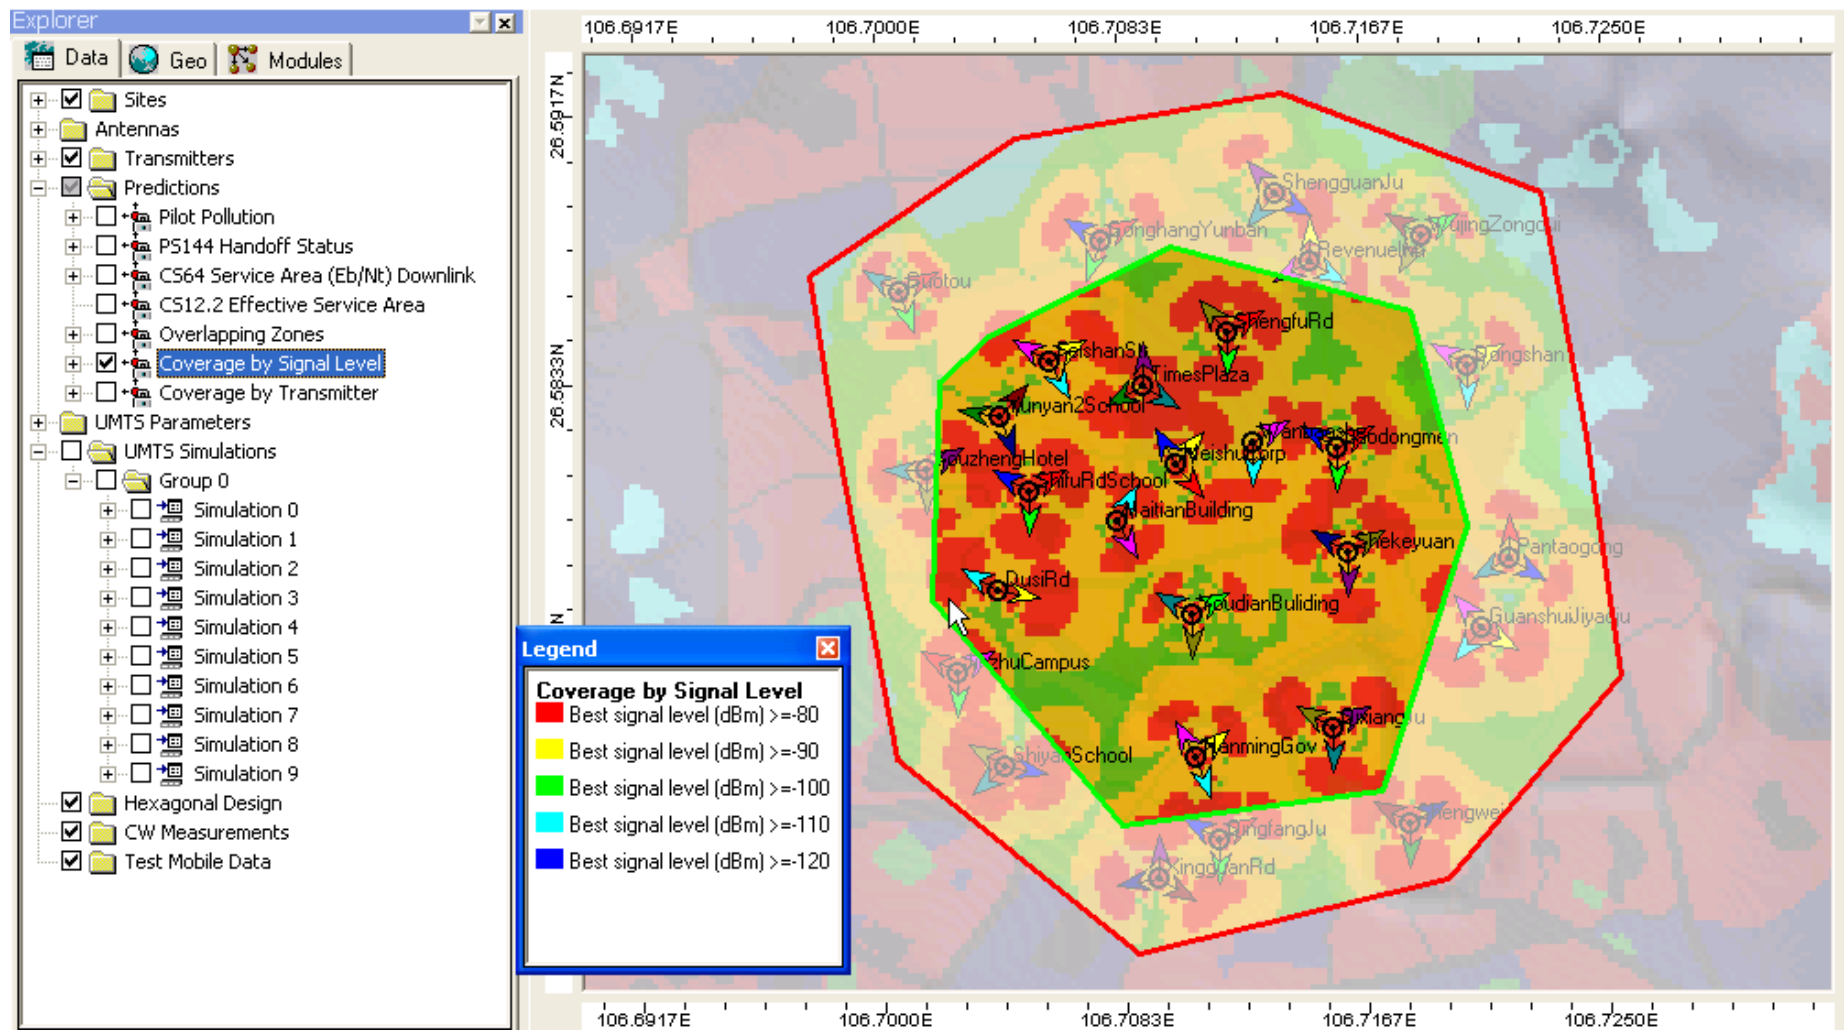 Explorer
Data
Geo
Modules
Sites
Antennas
Transmitters
Predictions
Pilot Pollution
PS144 Handoff Status
CS64 Service Area (Eb/Nt) Downlink
CS12.2 Effective Service Area
Overlapping Zones
Coverage by Signal Level
Coverage by Transmitter
UMTS Parameters
UMTS Simulations
Group 0
Simulation 0
Simulation 1
Simulation 2
Simulation 3
Simulation 4
Simulation 5
Simulation 6
Simulation 7
Simulation 8
Simulation 9
Hexagonal Design
CW Measurements
Test Mobile Data
106.6917E 106.7000E 106.7083E 106.7167E 106.7250E
26.5917N
26.5833N
N
ShengguanJu
ShengfuRd
TimesPlaza
Dongshan
ShifuRdSchool
HaitianBuilding
Shekeyuan
Pantaogong
DusiRd
GuanshuiJiyaqiu
Legend
Coverage by Signal Level
Best signal level (dBm) >=-80
Best signal level (dBm) >=-90
Best signal level (dBm) >=-100
Best signal level (dBm) >=-110
Best signal level (dBm) >=-120
XingguanRd
106.6917E 106.7000E 106.7083E 106.7167E 106.7250E